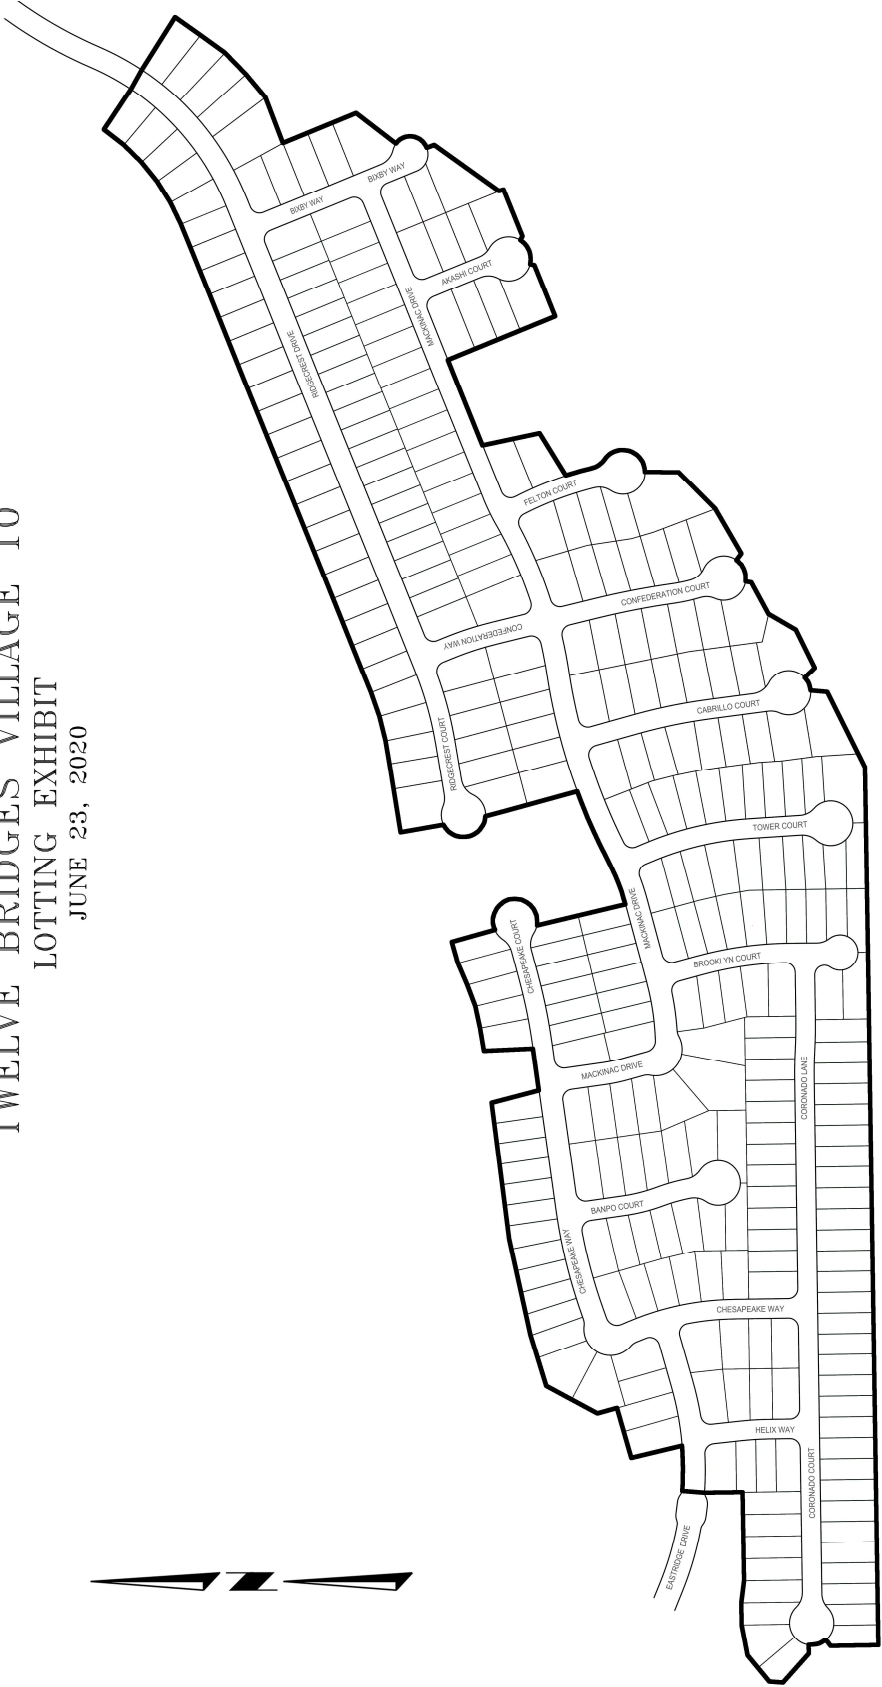 TWELVE BRIDGES VILLAGE 10
LOTTING EXHIBIT
JUNE 23, 2020
BIXBY WAY
BIXBY WAY
AKASHI COURT
MACKINAC DRIVE
RIDGECREST DRIVE
FELTON COURT
CONFEDERATION COURT
CONFEDERATION WAY
CABRILLO COURT
RIDGECREST COURT
TOWER COURT
MACKINAC DRIVE
CHESAPEAKE COURT
BROOKLYN COURT
MACKINAC DRIVE
CORONADO LANE
BANPO COURT
CHESAPEAKE WAY
CHESAPEAKE WAY
HELIX WAY
CORONADO COURT
EASTRIDGE DRIVE
Z